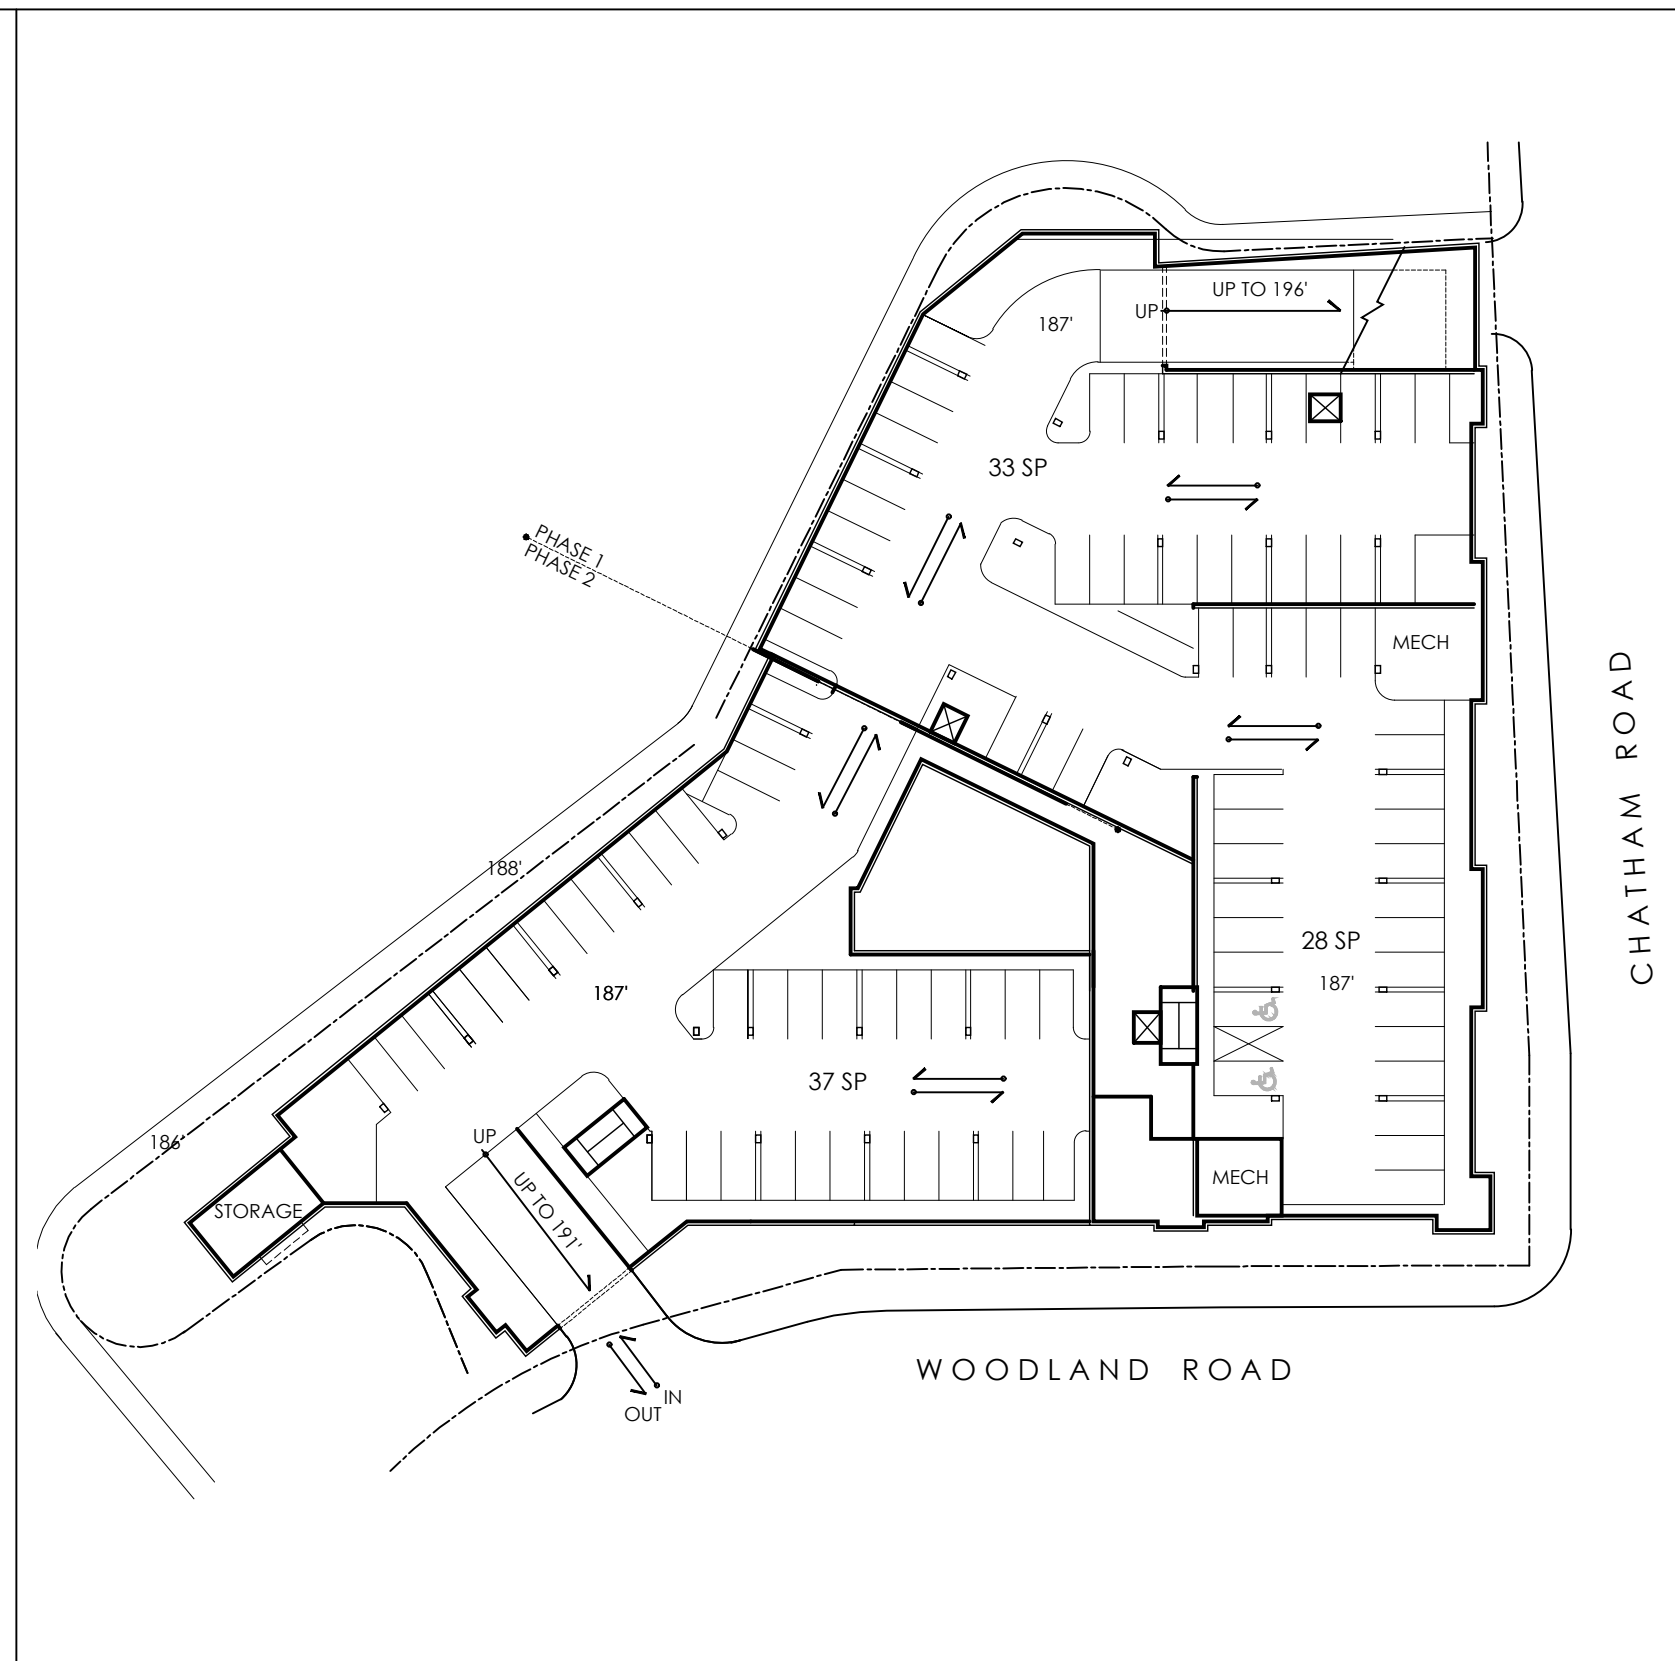 UP TO 196'
UP
187'
33 SP
PHASE 1
PHASE 2
MECH
CHATHAM ROAD
188'
28 SP
187'
187'
37 SP
186'
UP
MECH
STORAGE
UP TO 191'
WOODLAND ROAD
IN
OUT